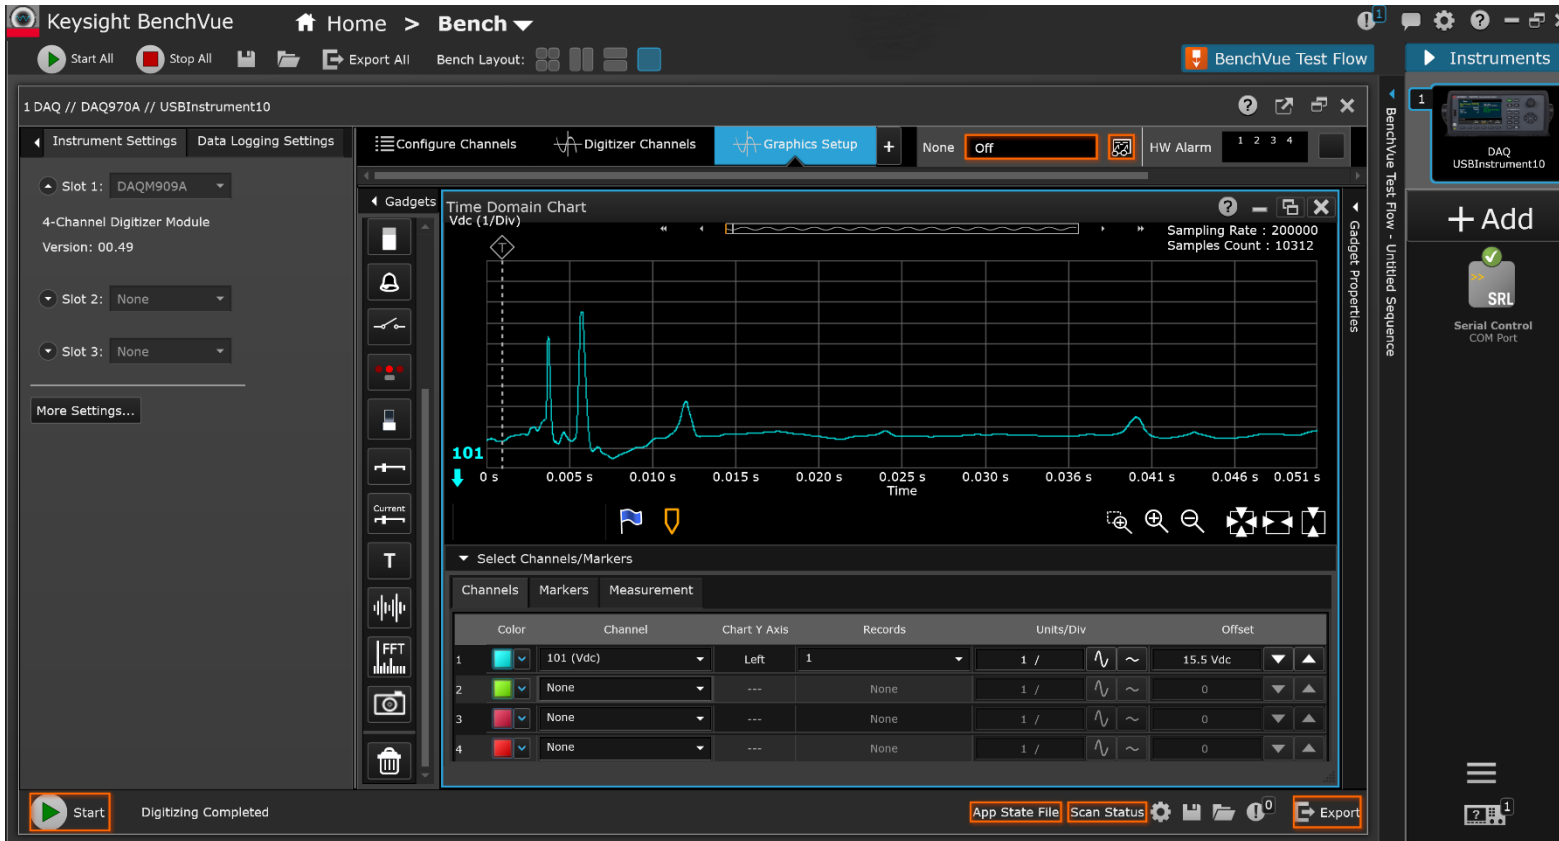 Keysight BenchVue
Home > Bench
1
Start All
Stop All
Export All
Bench Layout:
BenchVue Test Flow
Instruments
1 DAQ // DAQ970A // USBInstrument10
Instrument Settings
Data Logging Settings
Configure Channels
Digitizer Channels
Graphics Setup
+
None
Off
HW Alarm
1 2 3 4
Slot 1:
DAQM909A
4-Channel Digitizer Module
Version: 00.49
Slot 2:
None
Slot 3:
None
More Settings...
Gadgets
Current
T
FFT
Time Domain Chart
Vdc (1/Div)
T
Sampling Rate : 200000
Samples Count : 10312
101
0 s
0.005 s
0.010 s
0.015 s
0.020 s
0.025 s
0.030 s
0.036 s
0.041 s
0.046 s
0.051 s
Time
Select Channels/Markers
Channels
Markers
Measurement
Color Channel Chart Y Axis Records Units/Div Offset
1 101 (Vdc) Left 1 1 / 15.5 Vdc
2 None --- None 1 / 0
3 None --- None 1 / 0
4 None --- None 1 / 0
Gadget Properties
BenchVue Test Flow - Untitled Sequence
1
DAQ
USBInstrument10
+ Add
>>
SRL
Serial Control
COM Port
Start
Digitizing Completed
App State File
Scan Status
0
Export
1